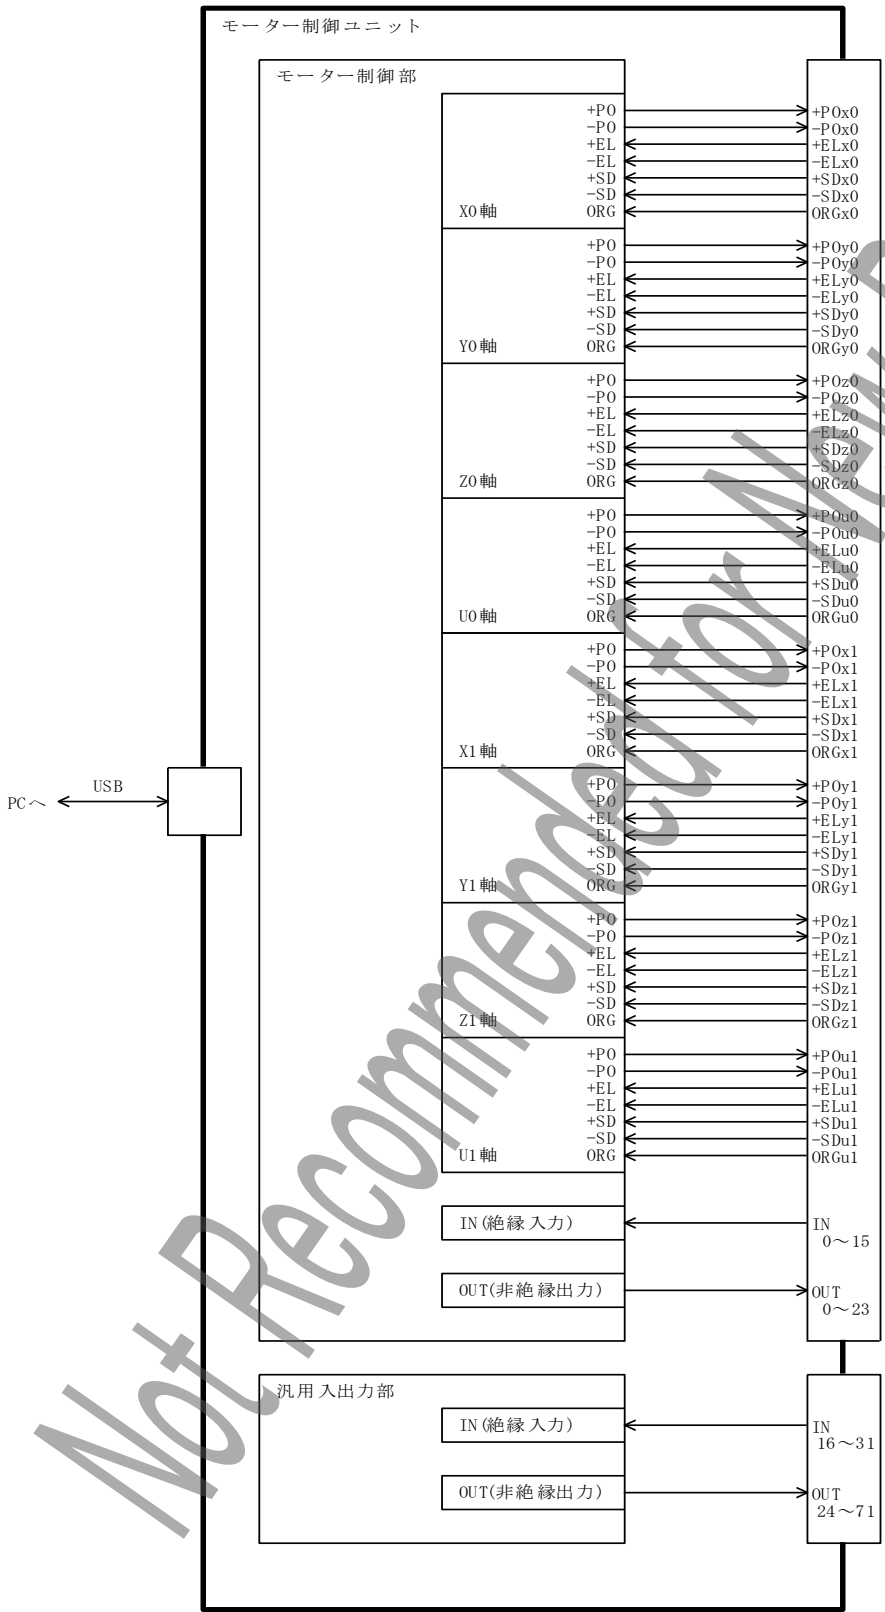 モーター制御ユニット
モーター制御部
+PO +POx0
-PO -POx0
+EL +ELx0
-EL -ELx0
+SD +SDx0
-SD -SDx0
X0軸 ORG ORGx0
+PO +POy0
-PO -POy0
+EL +ELy0
-EL -ELy0
+SD +SDy0
-SD -SDy0
Y0軸 ORG ORGy0
+PO +POz0
-PO -POz0
+EL +ELz0
-EL -ELz0
+SD +SDz0
-SD -SDz0
Z0軸 ORG ORGz0
+PO +POu0
-PO -POu0
+EL +ELu0
-EL -ELu0
+SD +SDu0
-SD -SDu0
U0軸 ORG ORGu0
+PO +POx1
-PO -POx1
+EL +ELx1
-EL -ELx1
+SD +SDx1
-SD -SDx1
X1軸 ORG ORGx1
PCへ USB
+PO +POy1
-PO -POy1
+EL +ELy1
-EL -ELy1
+SD +SDy1
-SD -SDy1
Y1軸 ORG ORGy1
+PO +POz1
-PO -POz1
+EL +ELz1
-EL -ELz1
+SD +SDz1
-SD -SDz1
Z1軸 ORG ORGz1
+PO +POu1
-PO -POu1
+EL +ELu1
-EL -ELu1
+SD +SDu1
-SD -SDu1
U1軸 ORG ORGu1
IN(絶縁入力) IN
0～15
OUT(非絶縁出力) OUT
0～23
汎用入出力部
IN(絶縁入力) IN
16～31
OUT(非絶縁出力) OUT
24～71
Not Recommended for New